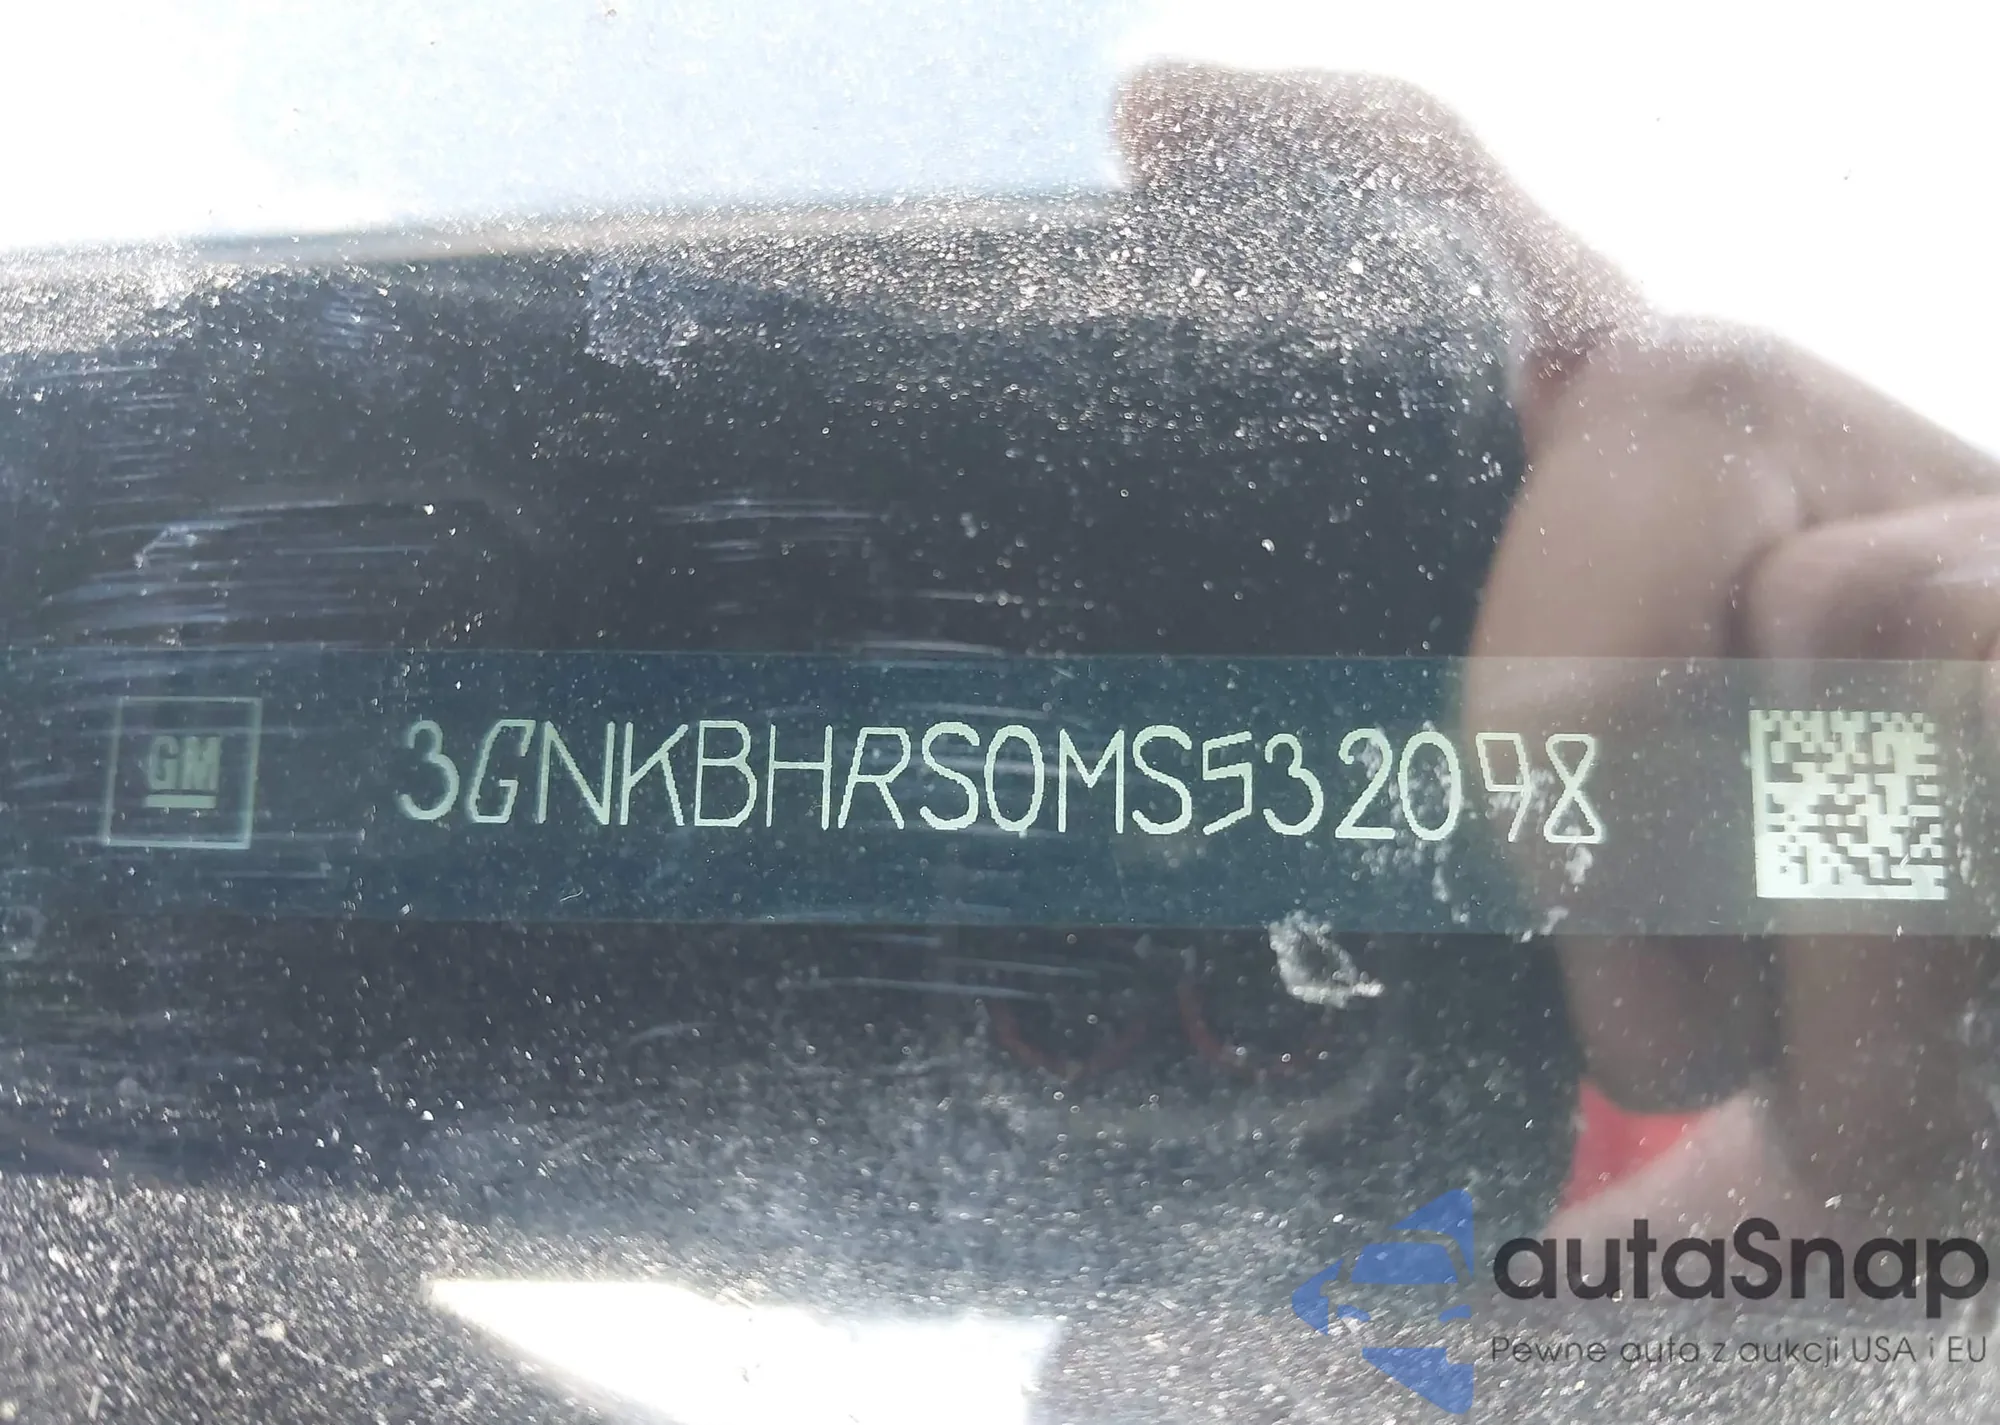 GM 3GNKBHRS0MS532098
autaSnap
Pewne auta z aukcji USA i EU